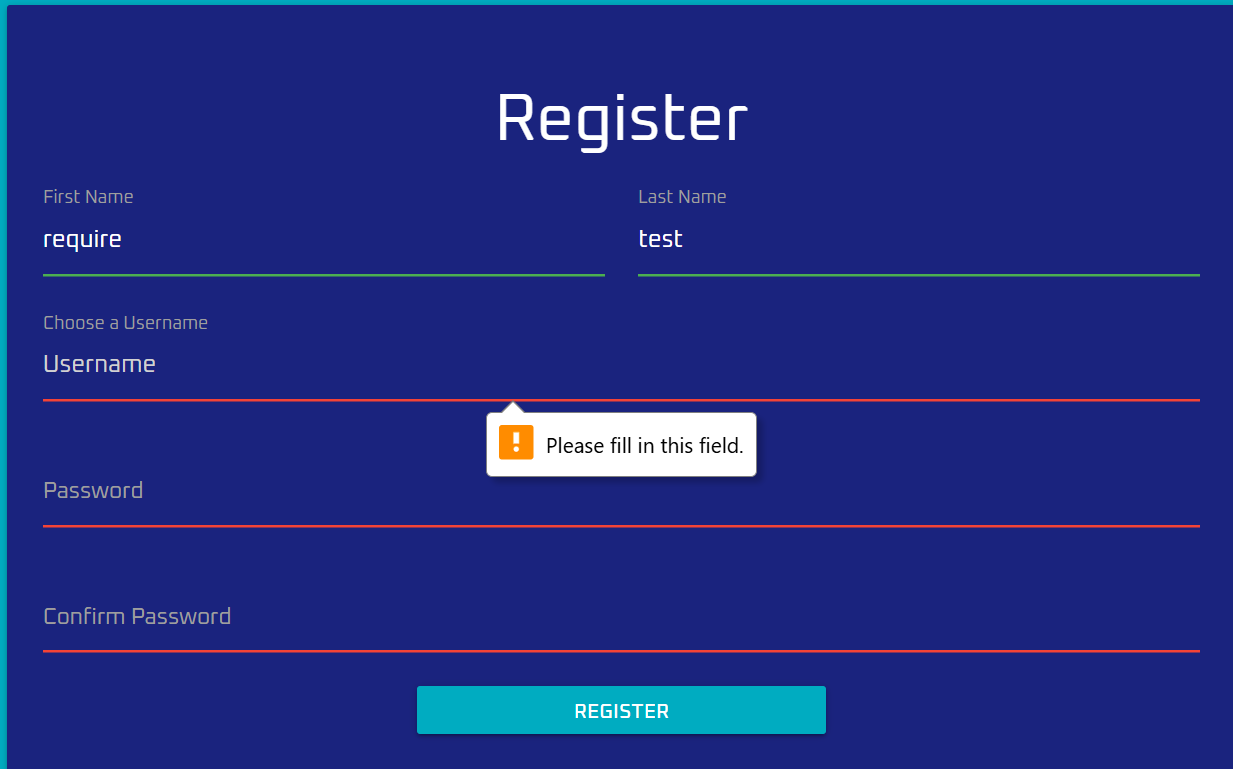 Register
First Name
Last Name
require
test
Choose a Username
Username
Please fill in this field.
Password
Confirm Password
REGISTER